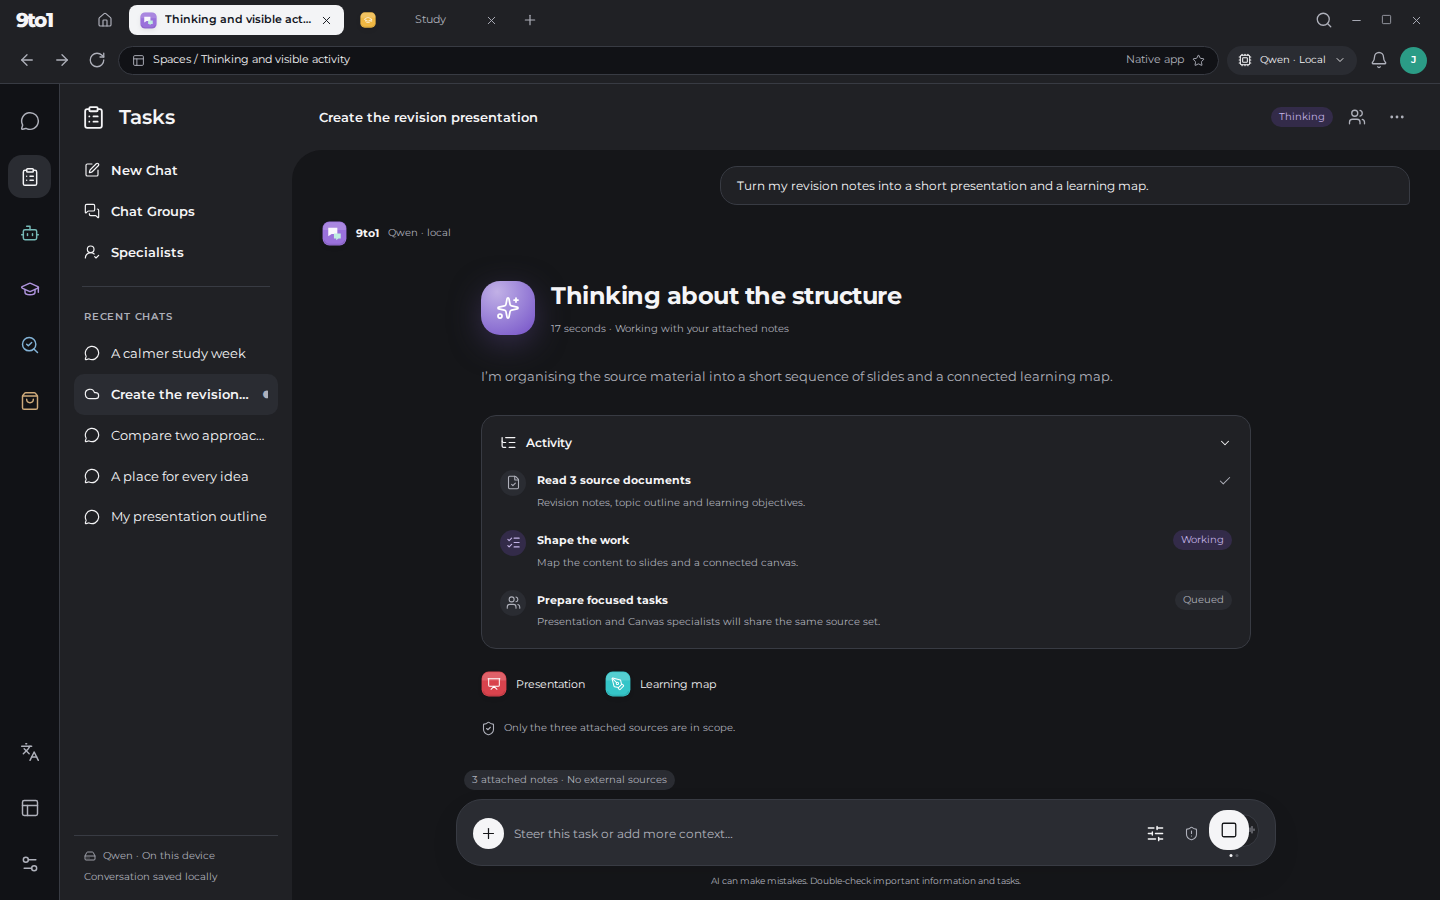 9to1
Thinking and visible act...
Study
Spaces / Thinking and visible activity
Native app
Qwen · Local
J
Tasks
New Chat
Chat Groups
Specialists
RECENT CHATS
A calmer study week
Create the revision...
Compare two approac...
A place for every idea
My presentation outline
Qwen · On this device
Conversation saved locally
Create the revision presentation
Thinking
Turn my revision notes into a short presentation and a learning map.
9to1 Qwen · local
Thinking about the structure
17 seconds · Working with your attached notes
I'm organising the source material into a short sequence of slides and a connected learning map.
Activity
Read 3 source documents
Revision notes, topic outline and learning objectives.
Shape the work
Working
Map the content to slides and a connected canvas.
Prepare focused tasks
Queued
Presentation and Canvas specialists will share the same source set.
Presentation
Learning map
Only the three attached sources are in scope.
3 attached notes · No external sources
Steer this task or add more context...
AI can make mistakes. Double-check important information and tasks.